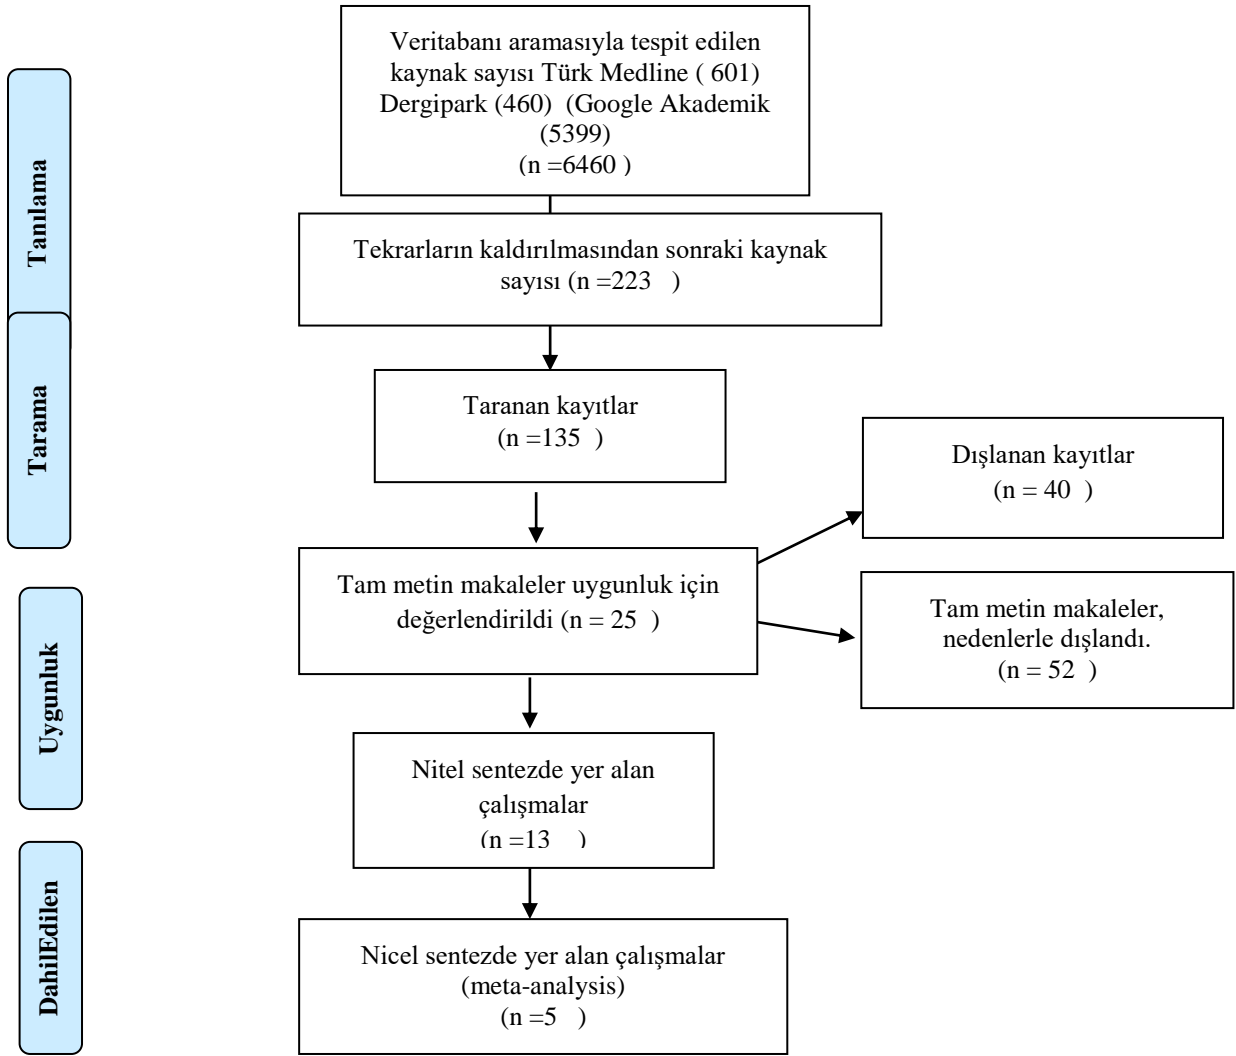 Veritabanı aramasıyla tespit edilen
kaynak sayısı Türk Medline ( 601)
Dergipark (460)  (Google Akademik
(5399)
(n =6460 )
Tanılama
Tekrarların kaldırılmasından sonraki kaynak
sayısı (n =223   )
Tarama
Taranan kayıtlar
(n =135  )
Dışlanan kayıtlar
(n = 40  )
Tam metin makaleler uygunluk için
değerlendirildi (n = 25  )
Tam metin makaleler,
nedenlerle dışlandı.
(n = 52  )
Uygunluk
Nitel sentezde yer alan
çalışmalar
(n =13    )
DahilEdilen
Nicel sentezde yer alan çalışmalar
(meta-analysis)
(n =5   )